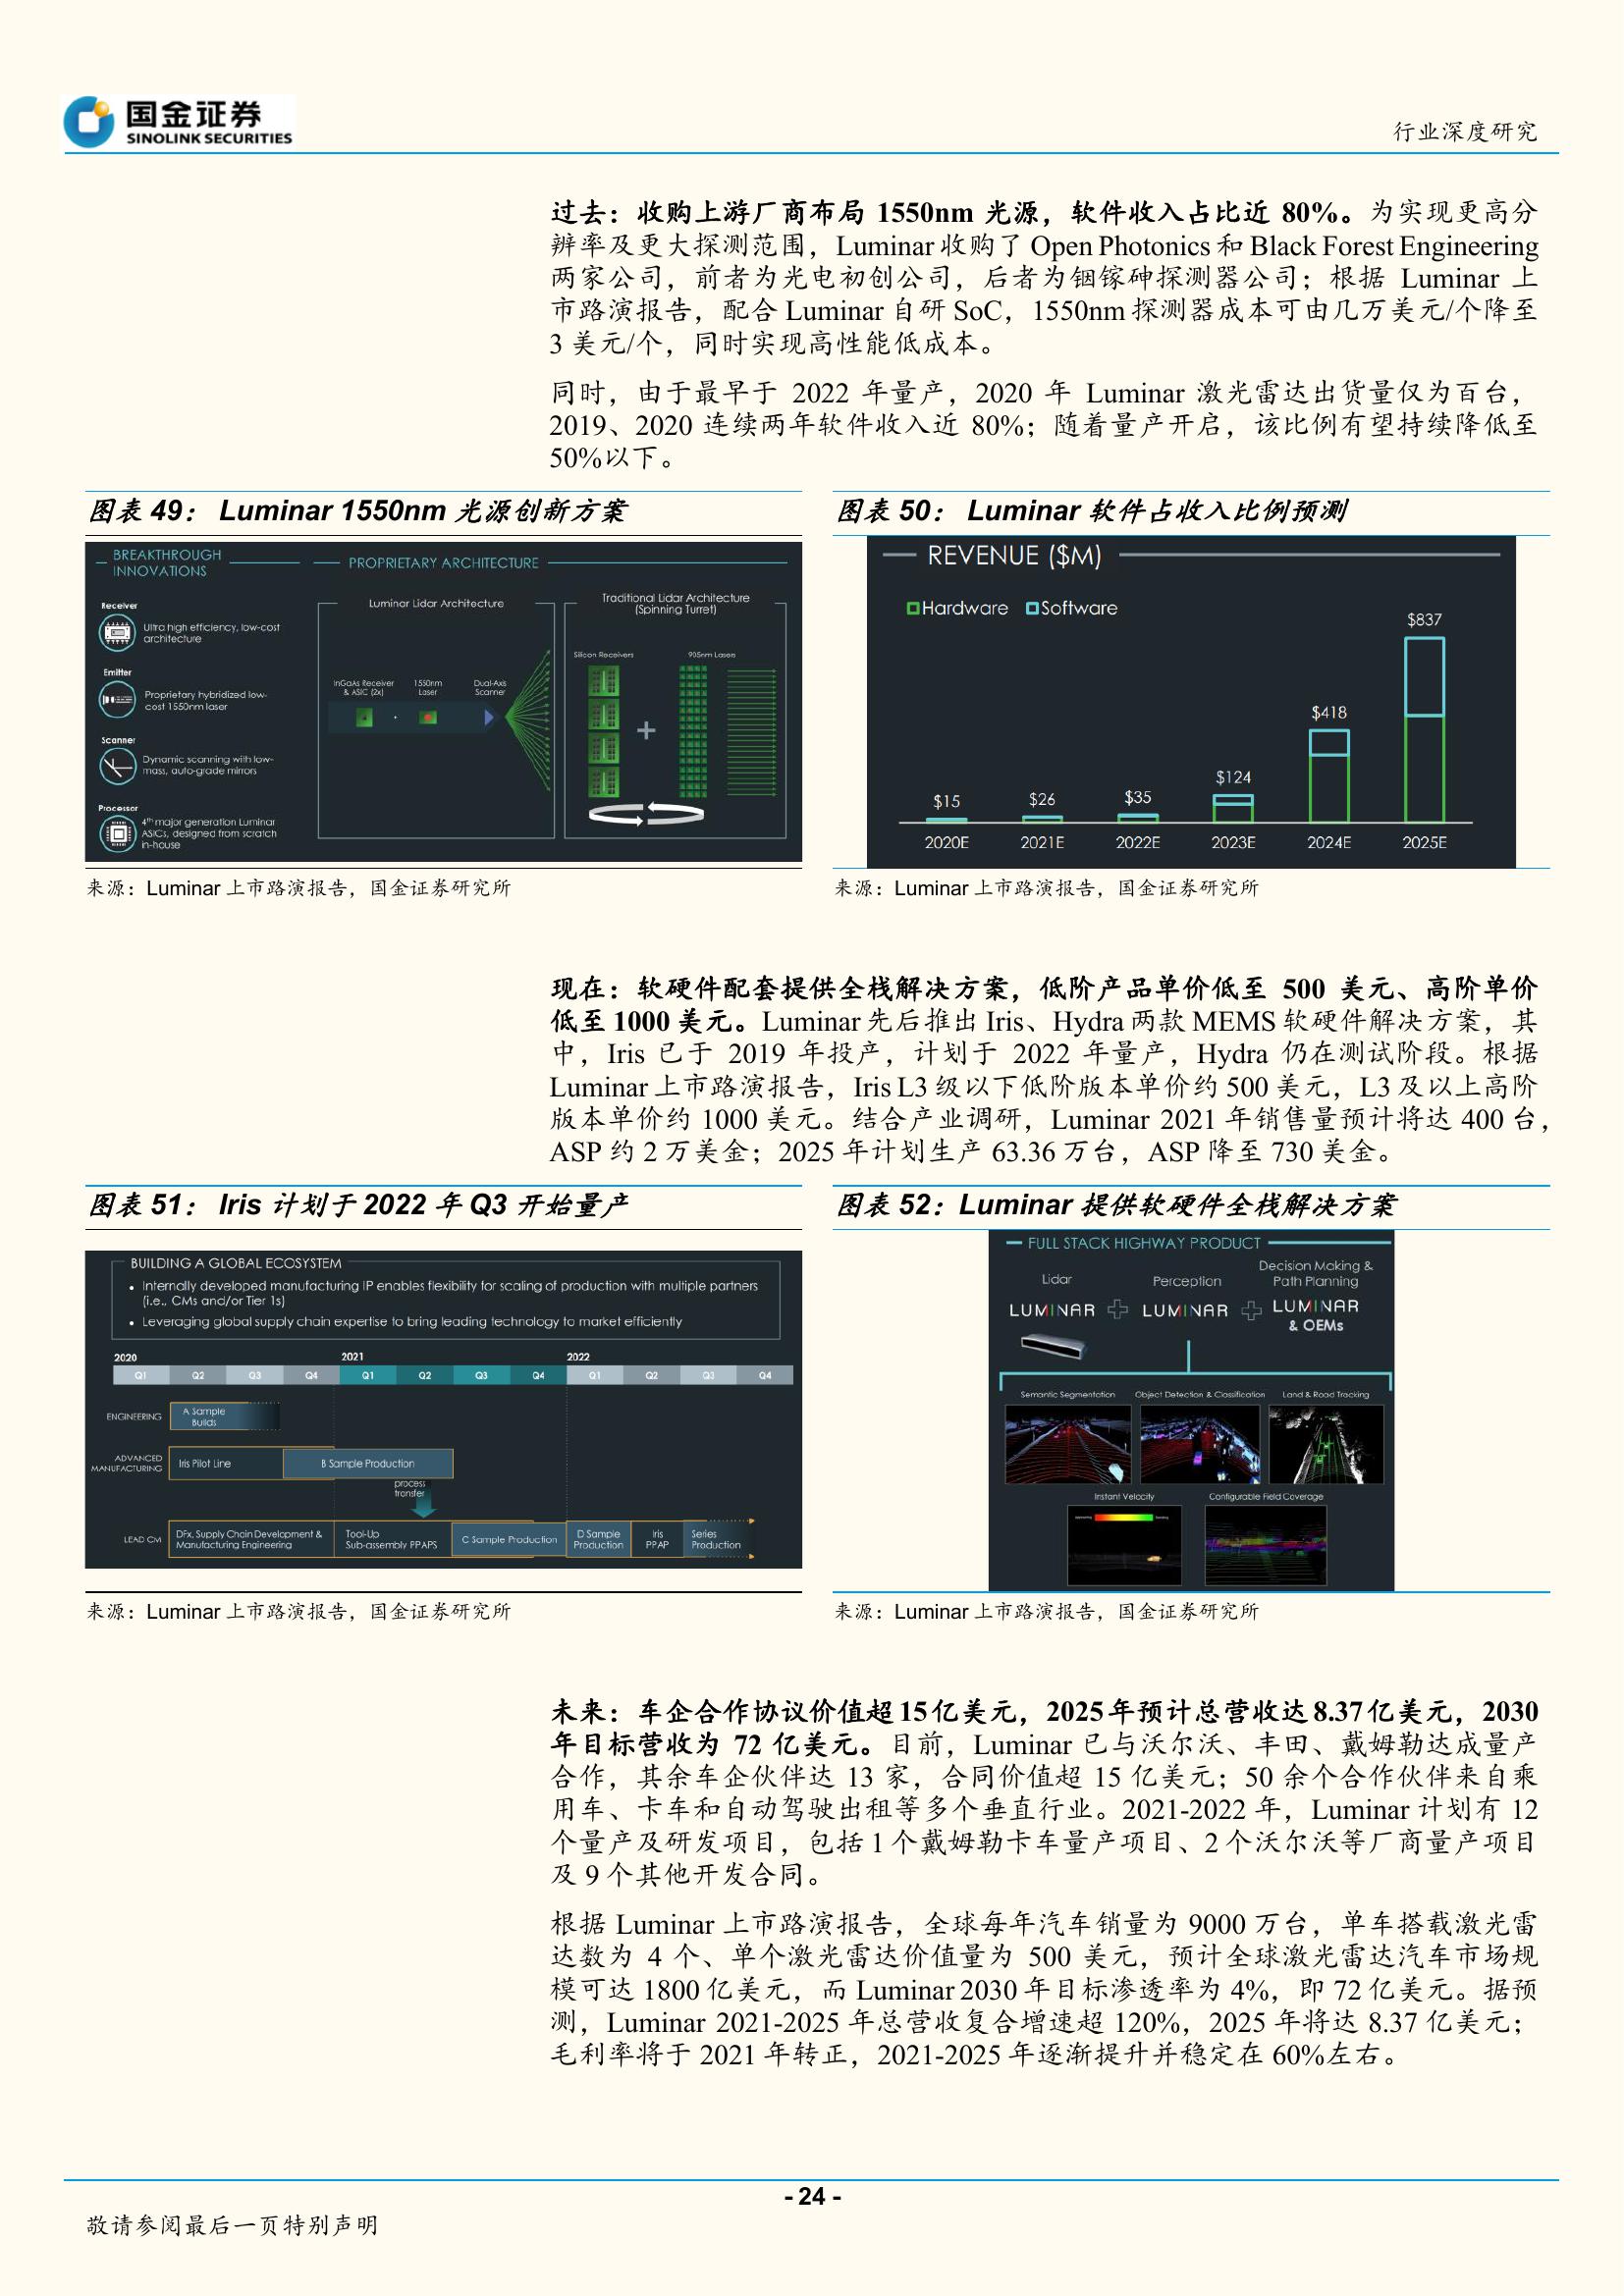 国金证券
SINOLINK SECURITIES
行业深度研究
过去：收购上游厂商布局 1550nm 光源，软件收入占比近 80%。为实现更高分
辨率及更大探测范围，Luminar 收购了 Open Photonics 和 Black Forest Engineering
两家公司，前者为光电初创公司，后者为铟镓砷探测器公司；根据 Luminar 上
市路演报告，配合 Luminar 自研 SoC，1550nm 探测器成本可由几万美元/个降至
3 美元/个，同时实现高性能低成本。
同时，由于最早于 2022 年量产，2020 年 Luminar 激光雷达出货量仅为百台，
2019、2020 连续两年软件收入近 80%；随着量产开启，该比例有望持续降低至
50%以下。
图表 49： Luminar 1550nm 光源创新方案
BREAKTHROUGH
INNOVATIONS
Receiver
Ultra high efficiency, low-cost
architecture
Emitter
Proprietary hybridized low-
cost 1550nm laser
Scanner
Dynamic scanning with low-
mass, auto-grade mirrors
Processor
4th major generation Luminar
ASICs, designed from scratch
in-house
PROPRIETARY ARCHITECTURE
Luminar Lidar Architecture
InGaAs Receiver
& ASIC (2x)
1550nm
Laser
Dual-Axis
Scanner
Traditional Lidar Architecture
(Spinning Turret)
Silicon Receivers
905nm Lasers
+
来源：Luminar 上市路演报告，国金证券研究所
图表 50： Luminar 软件占收入比例预测
REVENUE ($M)
Hardware Software
$15 $26 $35 $124 $418 $837
2020E 2021E 2022E 2023E 2024E 2025E
来源：Luminar 上市路演报告，国金证券研究所
现在：软硬件配套提供全栈解决方案，低阶产品单价低至 500 美元、高阶单价
低至 1000 美元。Luminar 先后推出 Iris、Hydra 两款 MEMS 软硬件解决方案，其
中，Iris 已于 2019 年投产，计划于 2022 年量产，Hydra 仍在测试阶段。根据
Luminar 上市路演报告，Iris L3 级以下低阶版本单价约 500 美元，L3 及以上高阶
版本单价约 1000 美元。结合产业调研，Luminar 2021 年销售量预计将达 400 台，
ASP 约 2 万美金；2025 年计划生产 63.36 万台，ASP 降至 730 美金。
图表 51： Iris 计划于 2022 年 Q3 开始量产
BUILDING A GLOBAL ECOSYSTEM
• Internally developed manufacturing IP enables flexibility for scaling of production with multiple partners
(i.e., CMs and/or Tier 1s)
• Leveraging global supply chain expertise to bring leading technology to market efficiently
2020 2021 2022
Q1 Q2 Q3 Q4 Q1 Q2 Q3 Q4 Q1 Q2 Q3 Q4
ENGINEERING
A Sample
Builds
ADVANCED
MANUFACTURING
Iris Pilot Line
B Sample Production
process
transfer
LEAD CM
DFx, Supply Chain Development &
Manufacturing Engineering
Tool-Up
Sub-assembly PPAPS
C Sample Production
D Sample
Production
Iris
PPAP
Series
Production
来源：Luminar 上市路演报告，国金证券研究所
图表 52：Luminar 提供软硬件全栈解决方案
FULL STACK HIGHWAY PRODUCT
Lidar
LUMINAR
Perception
LUMINAR
Decision Making &
Path Planning
LUMINAR
& OEMs
Semantic Segmentation
Object Detection & Classification
Land & Road Tracking
Instant Velocity
Configurable Field Coverage
来源：Luminar 上市路演报告，国金证券研究所
未来：车企合作协议价值超 15 亿美元，2025 年预计总营收达 8.37 亿美元，2030
年目标营收为 72 亿美元。目前，Luminar 已与沃尔沃、丰田、戴姆勒达成量产
合作，其余车企伙伴达 13 家，合同价值超 15 亿美元；50 余个合作伙伴来自乘
用车、卡车和自动驾驶出租等多个垂直行业。2021-2022 年，Luminar 计划有 12
个量产及研发项目，包括 1 个戴姆勒卡车量产项目、2 个沃尔沃等厂商量产项目
及 9 个其他开发合同。
根据 Luminar 上市路演报告，全球每年汽车销量为 9000 万台，单车搭载激光雷
达数为 4 个、单个激光雷达价值量为 500 美元，预计全球激光雷达汽车市场规
模可达 1800 亿美元，而 Luminar 2030 年目标渗透率为 4%，即 72 亿美元。据预
测，Luminar 2021-2025 年总营收复合增速超 120%，2025 年将达 8.37 亿美元；
毛利率将于 2021 年转正，2021-2025 年逐渐提升并稳定在 60%左右。
- 24 -
敬请参阅最后一页特别声明